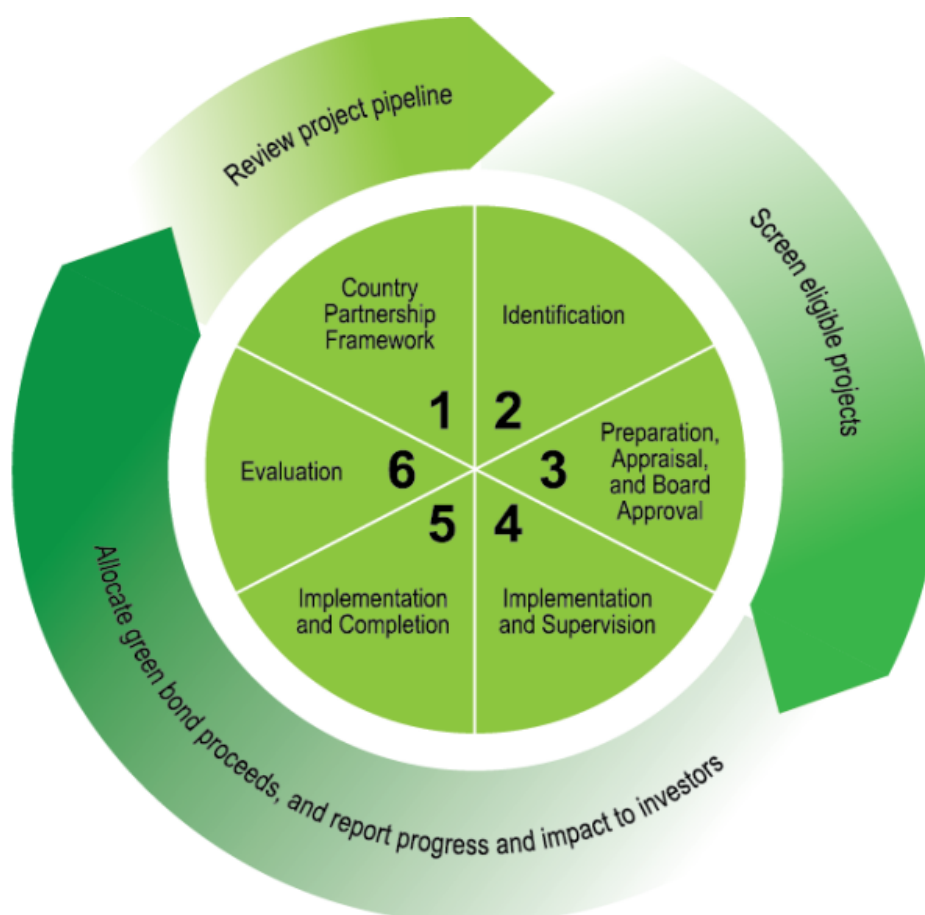 Review project pipeline
Screen eligible projects
Allocate green bond proceeds, and report progress and impact to investors
Country
Partnership
Framework
1
Identification
2
Preparation,
Appraisal,
and Board
Approval
3
Implementation
and Supervision
4
Implementation
and Completion
5
Evaluation
6